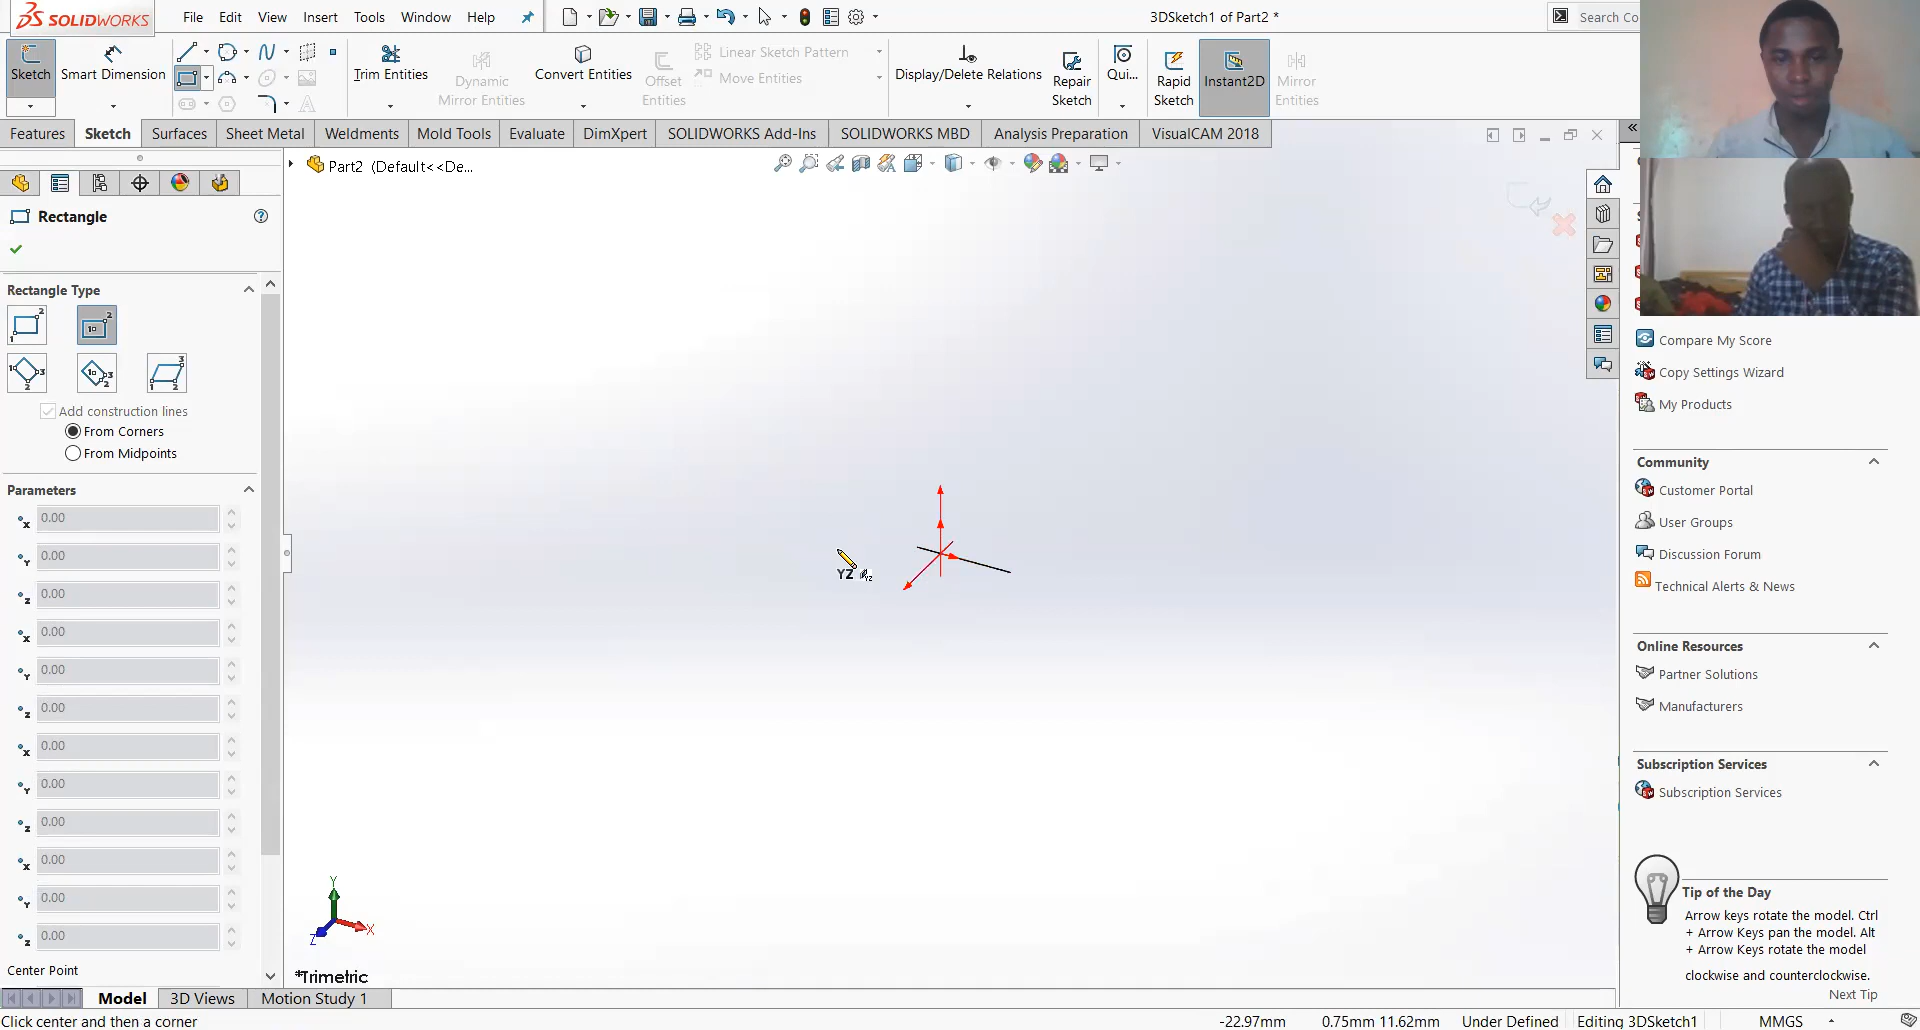 SOLIDWORKS File Edit View Insert Tools Window Help 3DSketch1 of Part2 * Search Co
Sketch Smart Dimension Trim Entities Dynamic Mirror Entities Convert Entities Offset Entities Linear Sketch Pattern Move Entities Display/Delete Relations Repair Sketch Qui... Rapid Sketch Instant2D Mirror Entities
Features Sketch Surfaces Sheet Metal Weldments Mold Tools Evaluate DimXpert SOLIDWORKS Add-Ins SOLIDWORKS MBD Analysis Preparation VisualCAM 2018
Part2 (Default<<De...
Rectangle
Rectangle Type
Add construction lines
From Corners
From Midpoints
Parameters
x 0.00
Y 0.00
z 0.00
x 0.00
Y 0.00
z 0.00
x 0.00
Y 0.00
z 0.00
x 0.00
Y 0.00
z 0.00
Center Point
YZ
Y
X
Z
*Trimetric
Compare My Score
Copy Settings Wizard
My Products
Community
Customer Portal
User Groups
Discussion Forum
Technical Alerts & News
Online Resources
Partner Solutions
Manufacturers
Subscription Services
Subscription Services
Tip of the Day
Arrow keys rotate the model. Ctrl
+ Arrow Keys pan the model. Alt
+ Arrow Keys rotate the model
clockwise and counterclockwise.
Next Tip
Model 3D Views Motion Study 1
Click center and then a corner -22.97mm 0.75mm 11.62mm Under Defined Editing 3DSketch1 MMGS